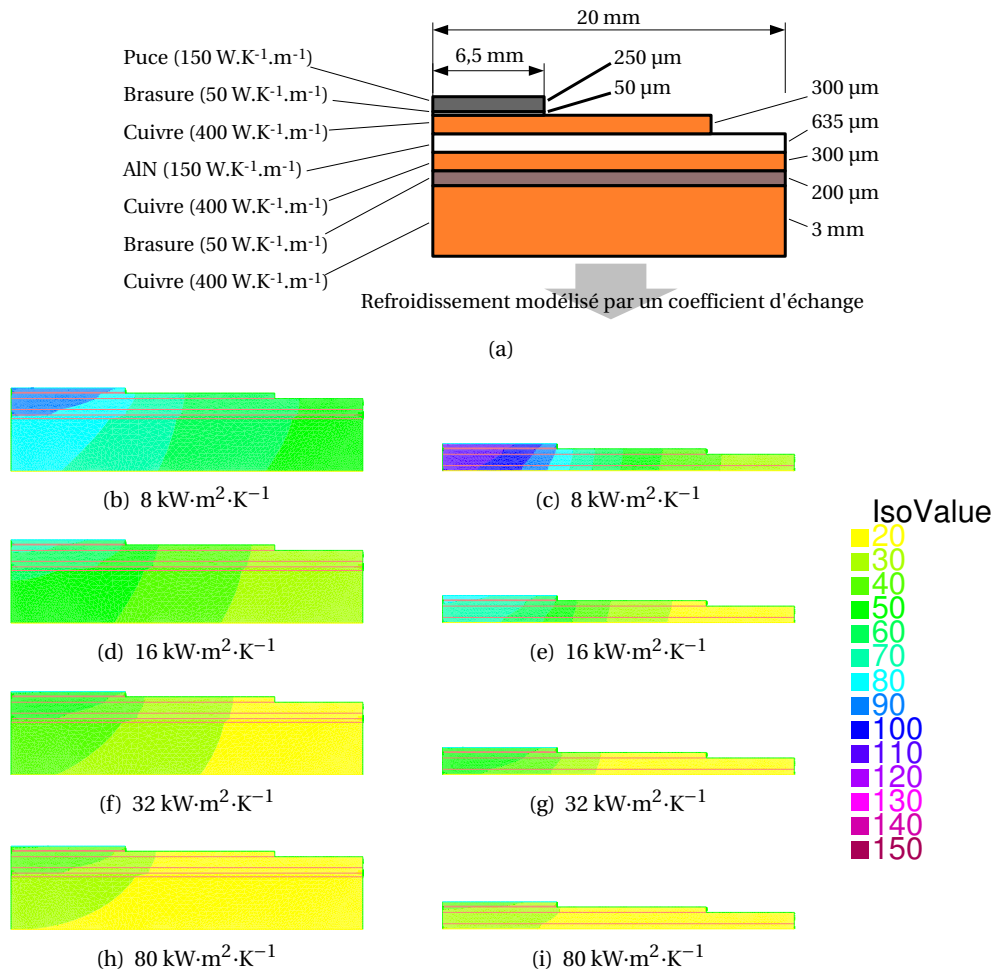 20 mm
6,5 mm
250 µm
50 µm
300 µm
635 µm
300 µm
200 µm
3 mm
Puce (150 W.K⁻¹.m⁻¹)
Brasure (50 W.K⁻¹.m⁻¹)
Cuivre (400 W.K⁻¹.m⁻¹)
AlN (150 W.K⁻¹.m⁻¹)
Cuivre (400 W.K⁻¹.m⁻¹)
Brasure (50 W.K⁻¹.m⁻¹)
Cuivre (400 W.K⁻¹.m⁻¹)
Refroidissement modélisé par un coefficient d'échange
(a)
(b) 8 kW·m²·K⁻¹
(c) 8 kW·m²·K⁻¹
(d) 16 kW·m²·K⁻¹
(e) 16 kW·m²·K⁻¹
(f) 32 kW·m²·K⁻¹
(g) 32 kW·m²·K⁻¹
(h) 80 kW·m²·K⁻¹
(i) 80 kW·m²·K⁻¹
IsoValue
20
30
40
50
60
70
80
90
100
110
120
130
140
150